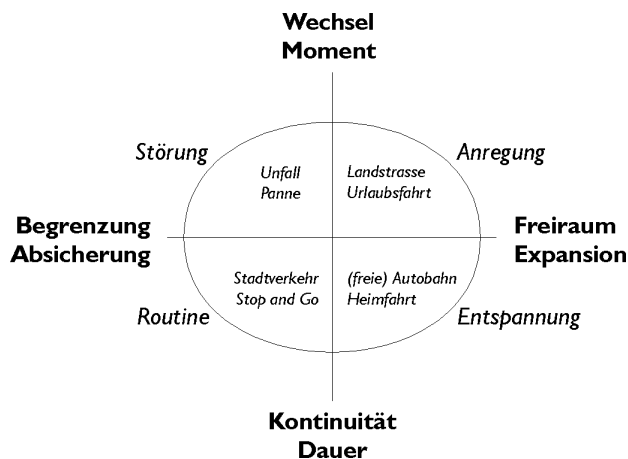 Wechsel
Moment
Störung
Anregung
Unfall
Panne
Landstrasse
Urlaubsfahrt
Begrenzung
Absicherung
Freiraum
Expansion
Stadtverkehr
Stop and Go
(freie) Autobahn
Heimfahrt
Routine
Entspannung
Kontinuität
Dauer